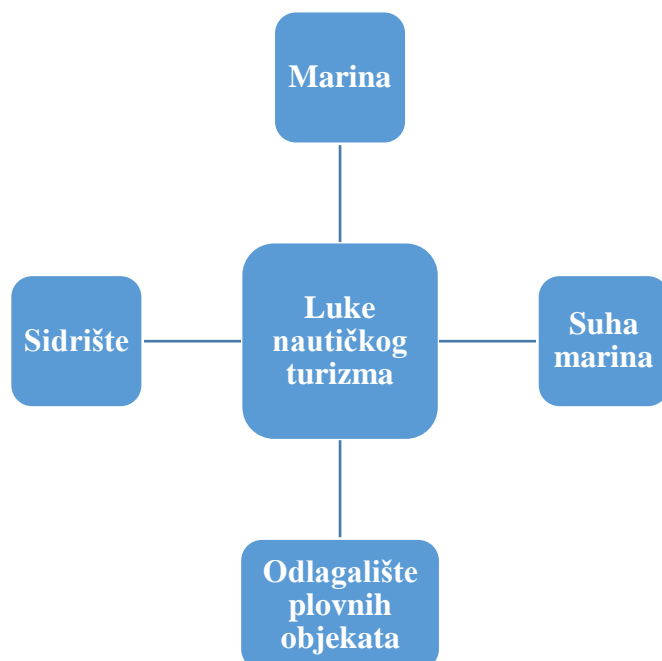 Marina
Sidrište
Luke
nautičkog
turizma
Suha
marina
Odlagalište
plovnih
objekata